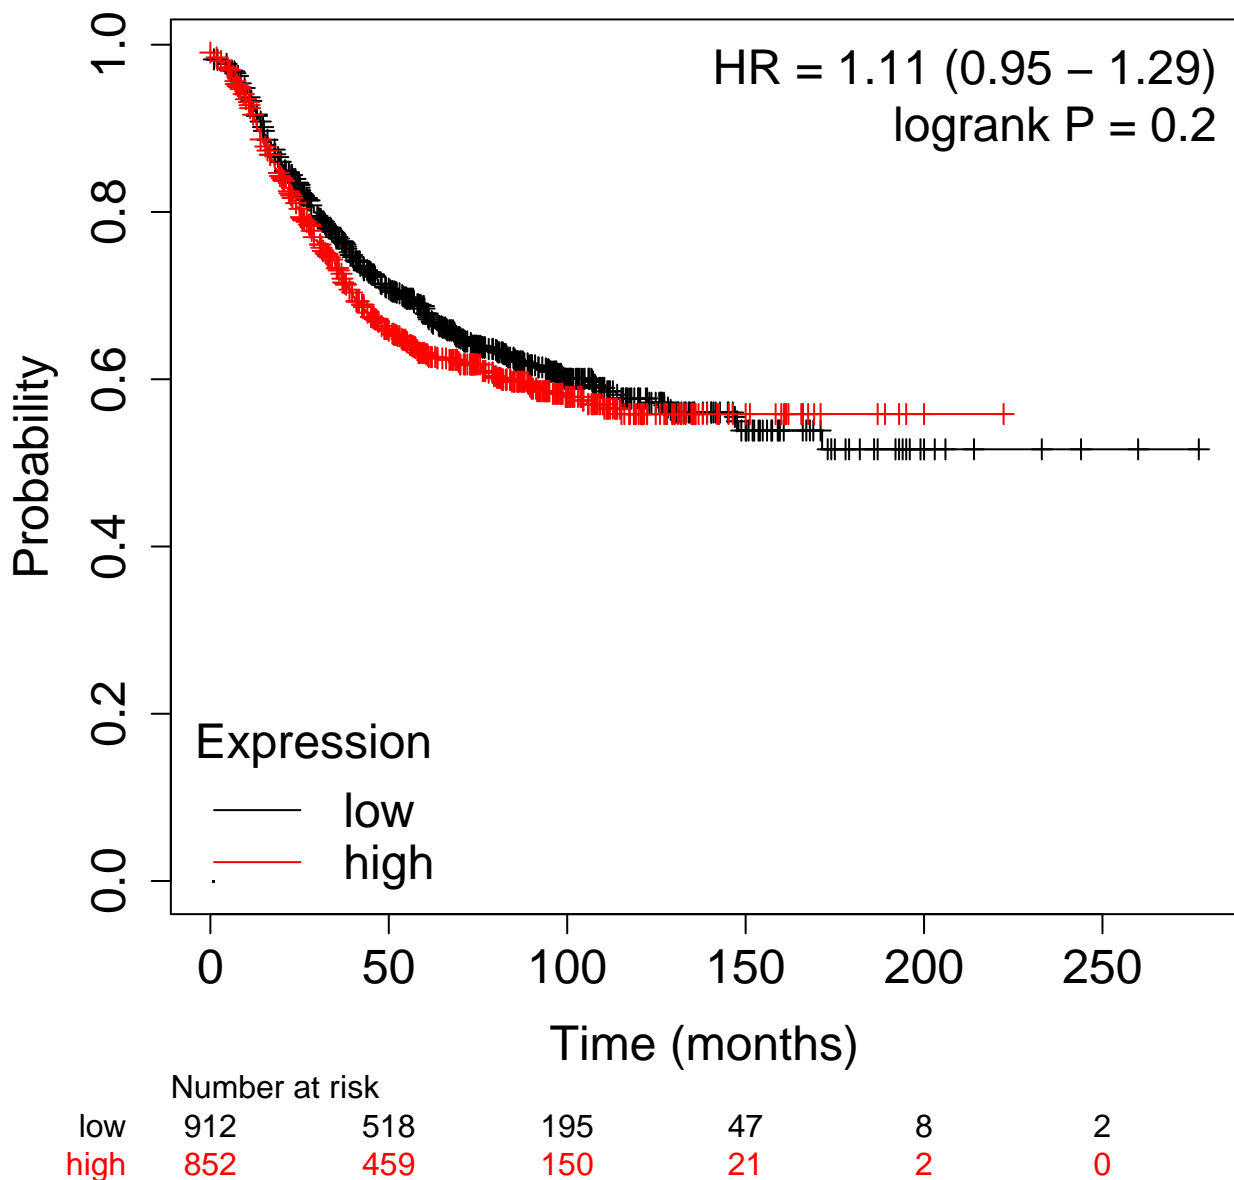 HR = 1.11 (0.95 – 1.29)
logrank P = 0.2
1.0
0.8
0.6
0.4
0.2
0.0
Probability
Expression
low
high
0 50 100 150 200 250
Time (months)
Number at risk
low 912 518 195 47 8 2
high 852 459 150 21 2 0